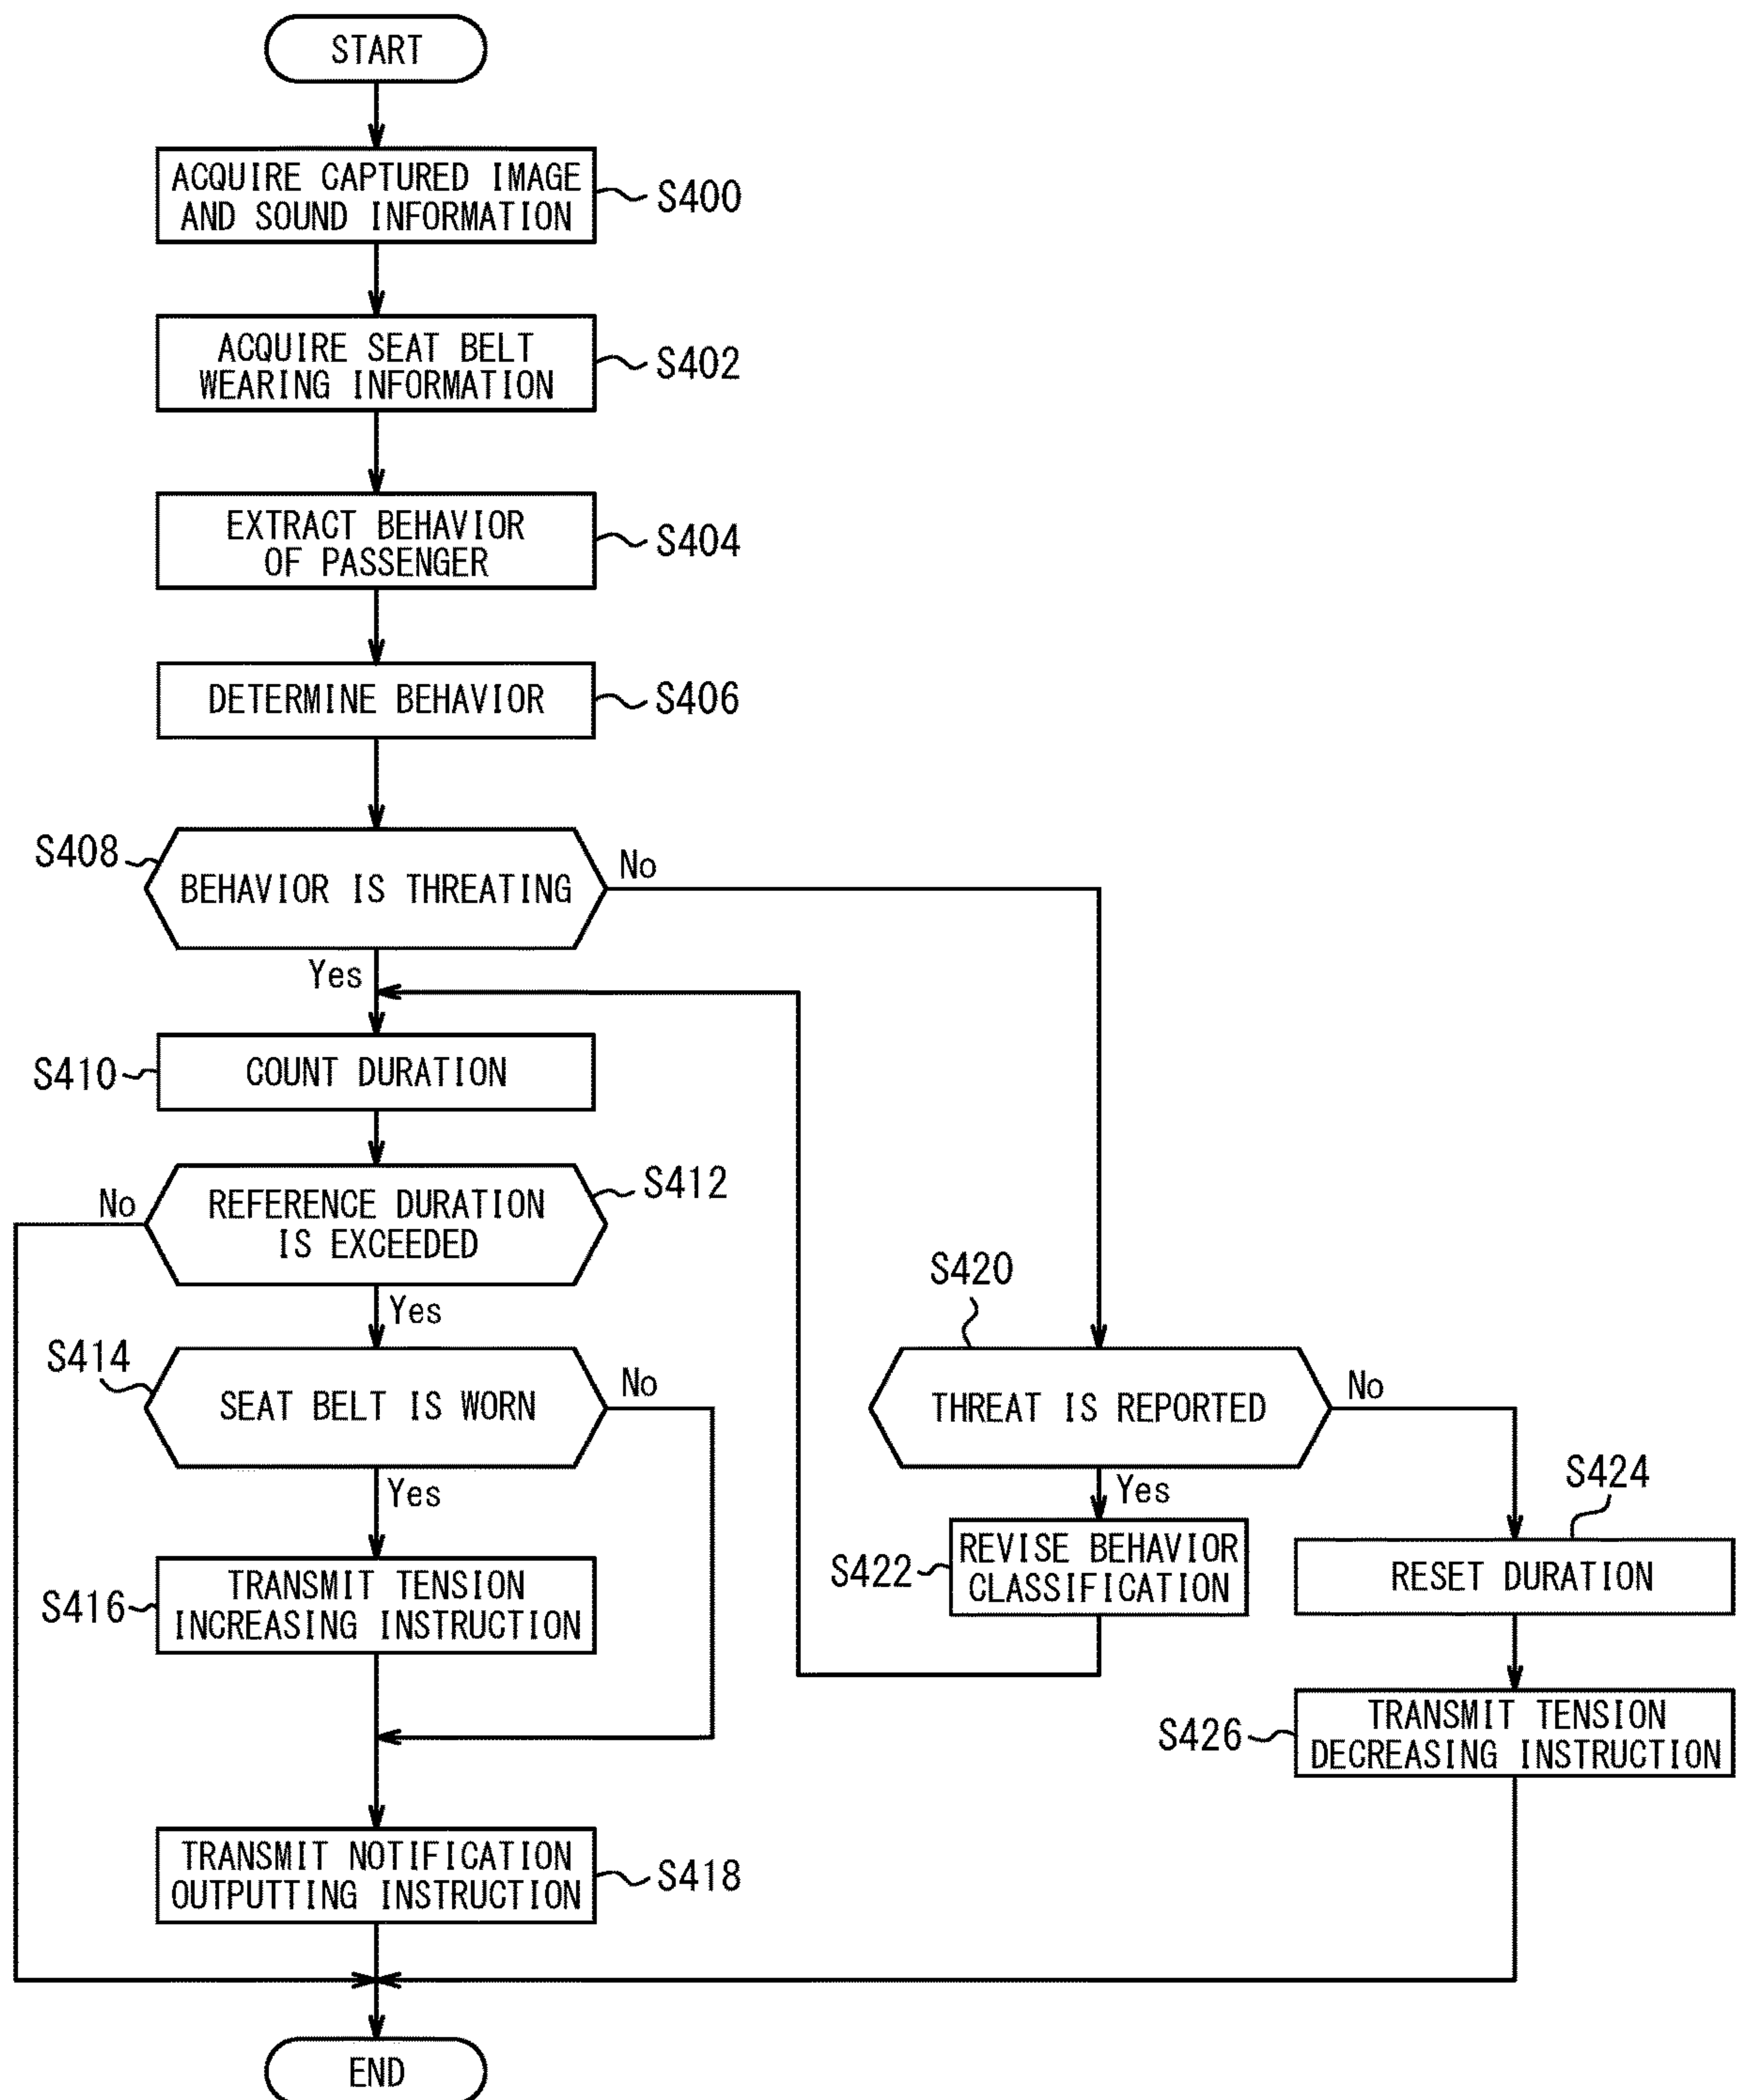 START
ACQUIRE CAPTURED IMAGE
AND SOUND INFORMATION
S400
ACQUIRE SEAT BELT
WEARING INFORMATION
S402
EXTRACT BEHAVIOR
OF PASSENGER
S404
DETERMINE BEHAVIOR
S406
S408
BEHAVIOR IS THREATING
No
Yes
S410
COUNT DURATION
REFERENCE DURATION
IS EXCEEDED
S412
No
Yes
S414
SEAT BELT IS WORN
No
Yes
S416
TRANSMIT TENSION
INCREASING INSTRUCTION
TRANSMIT NOTIFICATION
OUTPUTTING INSTRUCTION
S418
S420
THREAT IS REPORTED
No
Yes
S422
REVISE BEHAVIOR
CLASSIFICATION
S424
RESET DURATION
S426
TRANSMIT TENSION
DECREASING INSTRUCTION
END